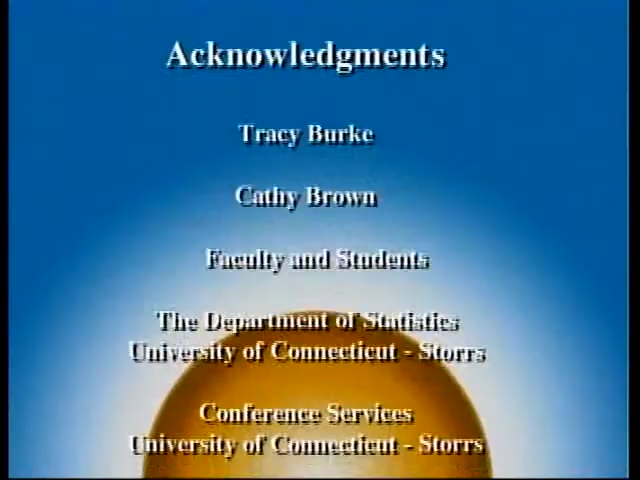 Acknowledgments
Tracy Burke
Cathy Brown
Faculty and Students
The Department of Statistics
University of Connecticut - Storrs
Conference Services
University of Connecticut - Storrs